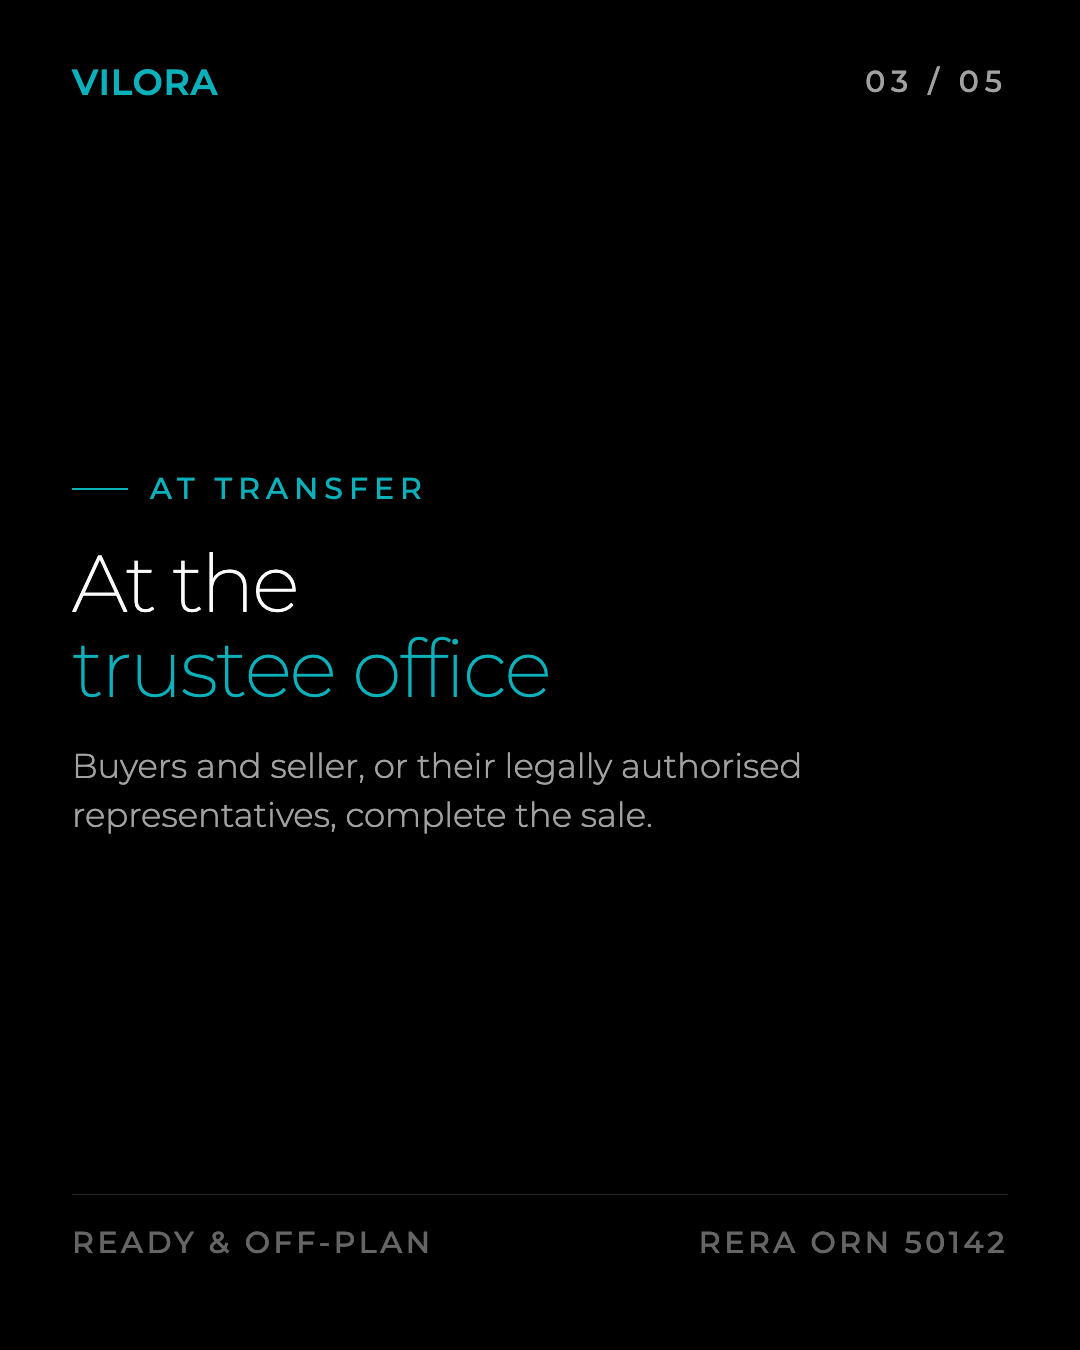 VILORA
03 / 05
AT TRANSFER
At the
trustee office
Buyers and seller, or their legally authorised
representatives, complete the sale.
READY & OFF-PLAN
RERA ORN 50142